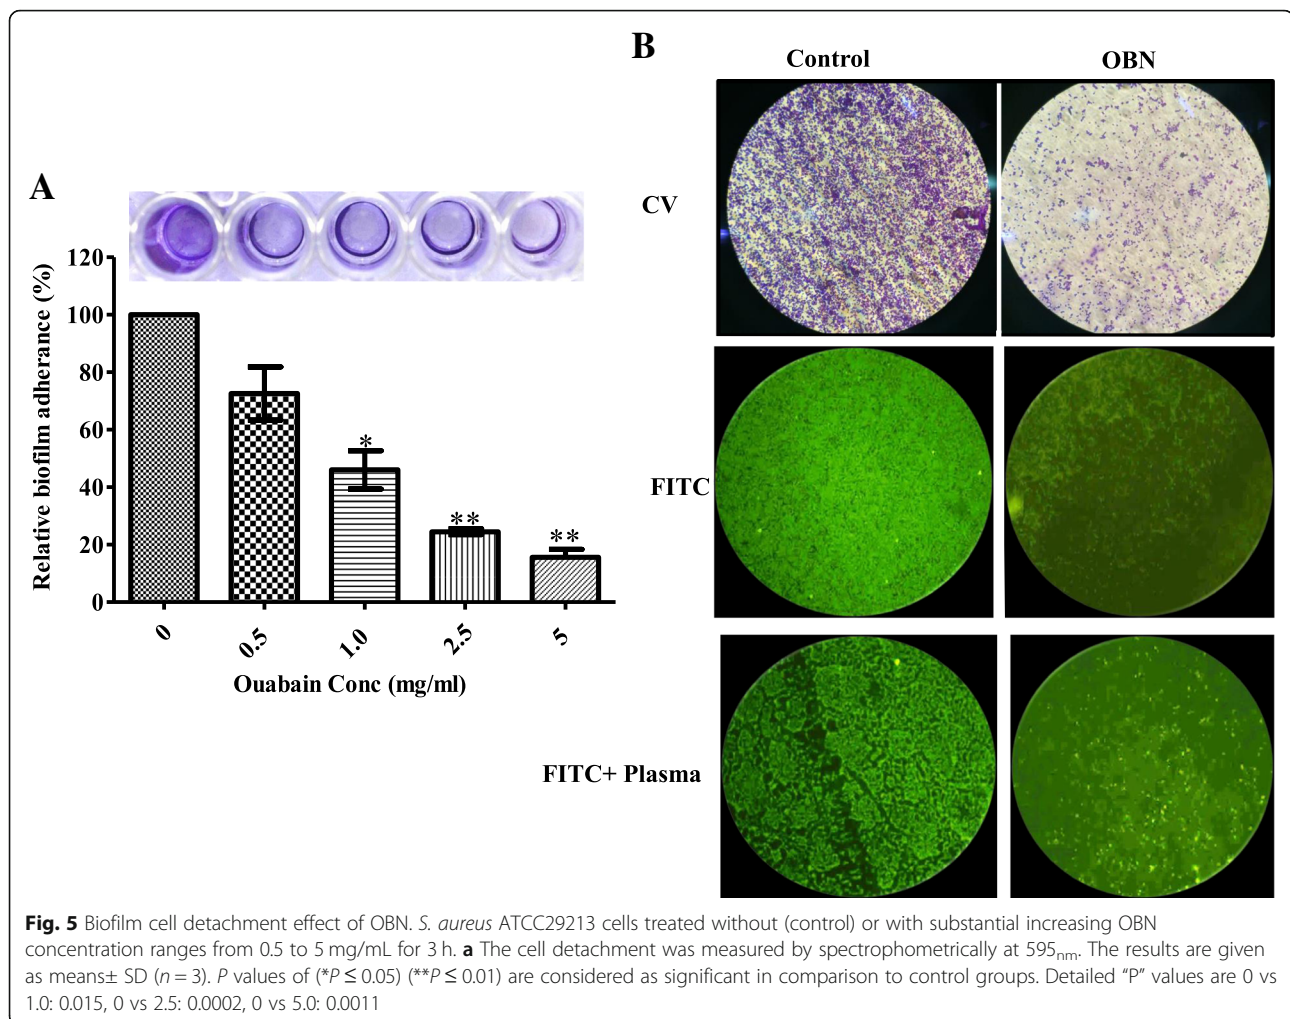 B
Control
OBN
CV
FITC
FITC+ Plasma
A
Relative biofilm adherance (%)
120
100
80
60
40
20
0
*
**
**
0
0.5
1.0
2.5
5
Ouabain Conc (mg/ml)
Fig. 5 Biofilm cell detachment effect of OBN. S. aureus ATCC29213 cells treated without (control) or with substantial increasing OBN
concentration ranges from 0.5 to 5 mg/mL for 3 h. a The cell detachment was measured by spectrophometrically at 595nm. The results are given
as means± SD (n = 3). P values of (*P ≤ 0.05) (**P ≤ 0.01) are considered as significant in comparison to control groups. Detailed “P” values are 0 vs
1.0: 0.015, 0 vs 2.5: 0.0002, 0 vs 5.0: 0.0011